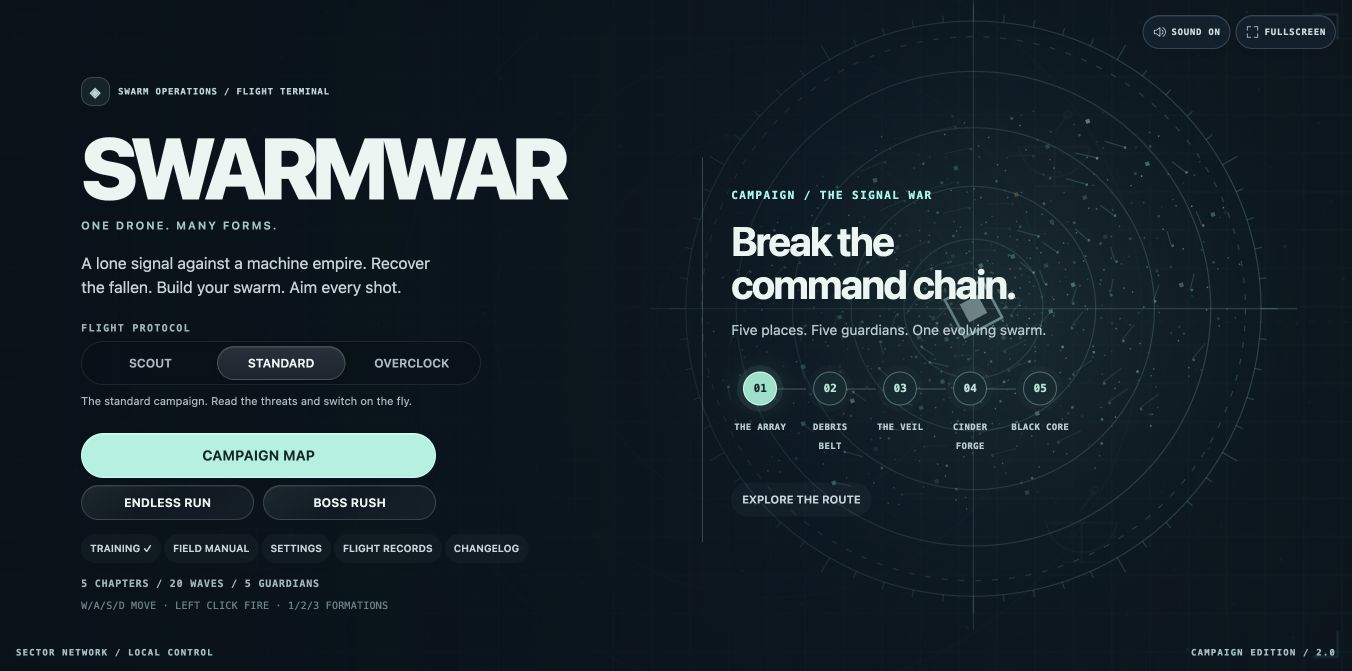 SOUND ON
FULLSCREEN
SWARM OPERATIONS / FLIGHT TERMINAL
SWARMWAR
ONE DRONE. MANY FORMS.
A lone signal against a machine empire. Recover
the fallen. Build your swarm. Aim every shot.
FLIGHT PROTOCOL
SCOUT
STANDARD
OVERCLOCK
The standard campaign. Read the threats and switch on the fly.
CAMPAIGN MAP
ENDLESS RUN
BOSS RUSH
TRAINING ✓
FIELD MANUAL
SETTINGS
FLIGHT RECORDS
CHANGELOG
5 CHAPTERS / 20 WAVES / 5 GUARDIANS
W/A/S/D MOVE · LEFT CLICK FIRE · 1/2/3 FORMATIONS
CAMPAIGN / THE SIGNAL WAR
Break the
command chain.
Five places. Five guardians. One evolving swarm.
01
02
03
04
05
THE ARRAY
DEBRIS
BELT
THE VEIL
CINDER
FORGE
BLACK CORE
EXPLORE THE ROUTE
SECTOR NETWORK / LOCAL CONTROL
CAMPAIGN EDITION / 2.0